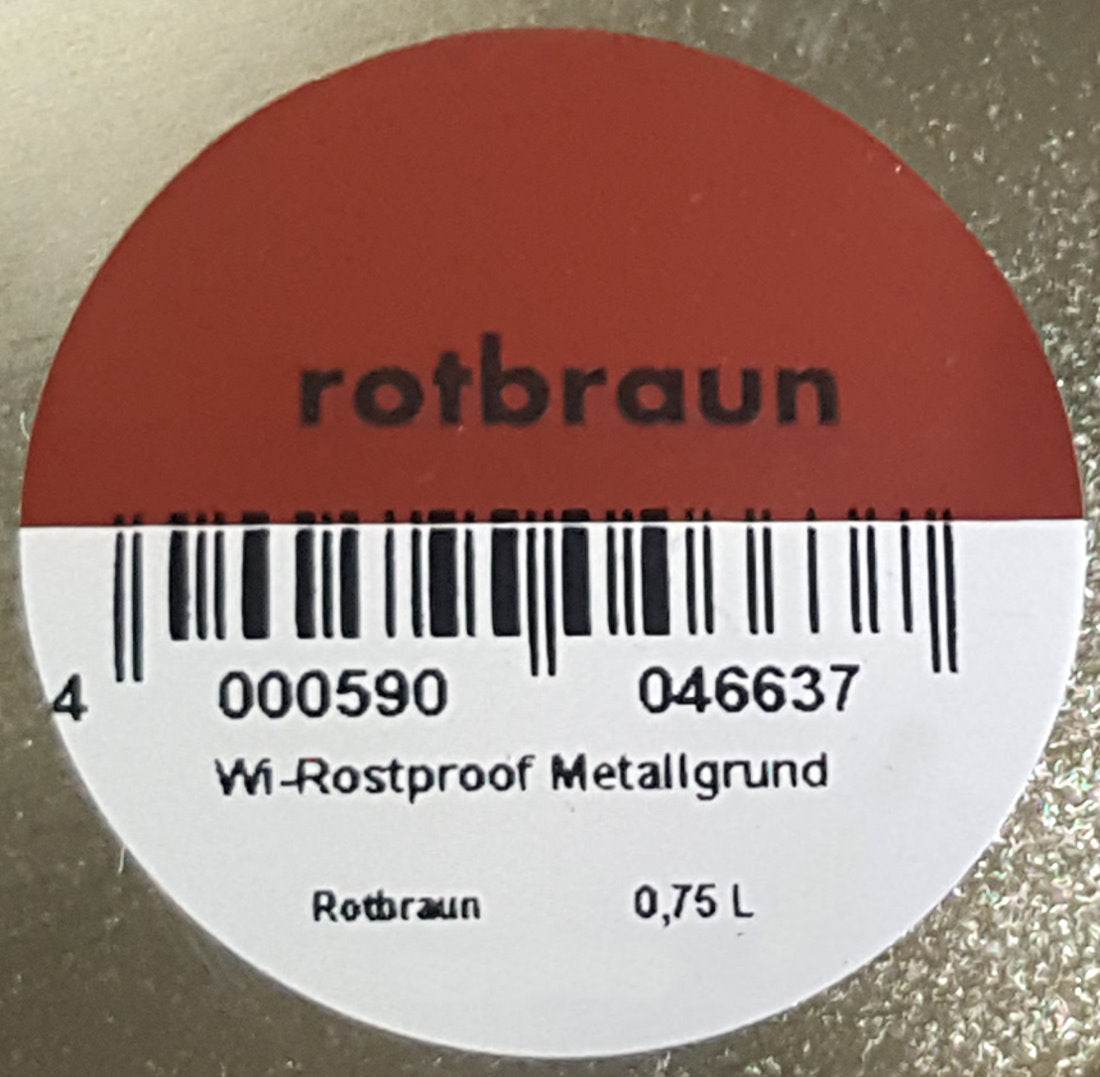 rotbraun
4 000590 046637
Wi-Rostproof Metallgrund
Rotbraun 0,75 L